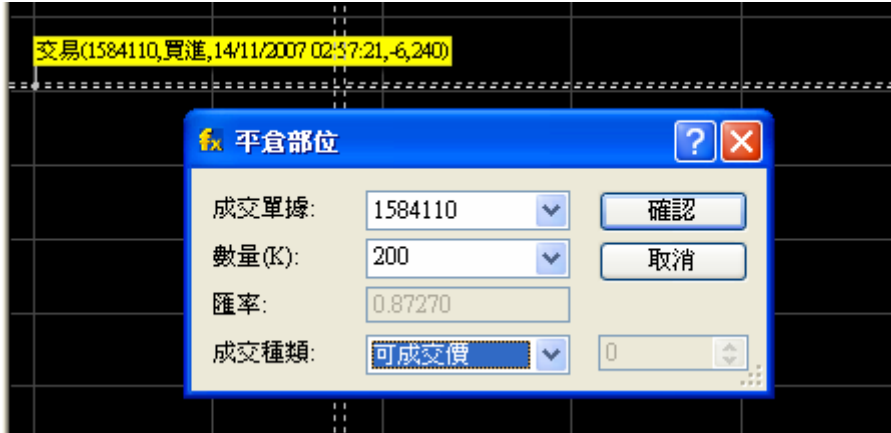 交易(1584110,買進,14/11/2007 02:57:21,-6,240)
fx 平倉部位
成交單據: 1584110 確認
數量(K): 200 取消
匯率: 0.87270
成交種類: 可成交價 0